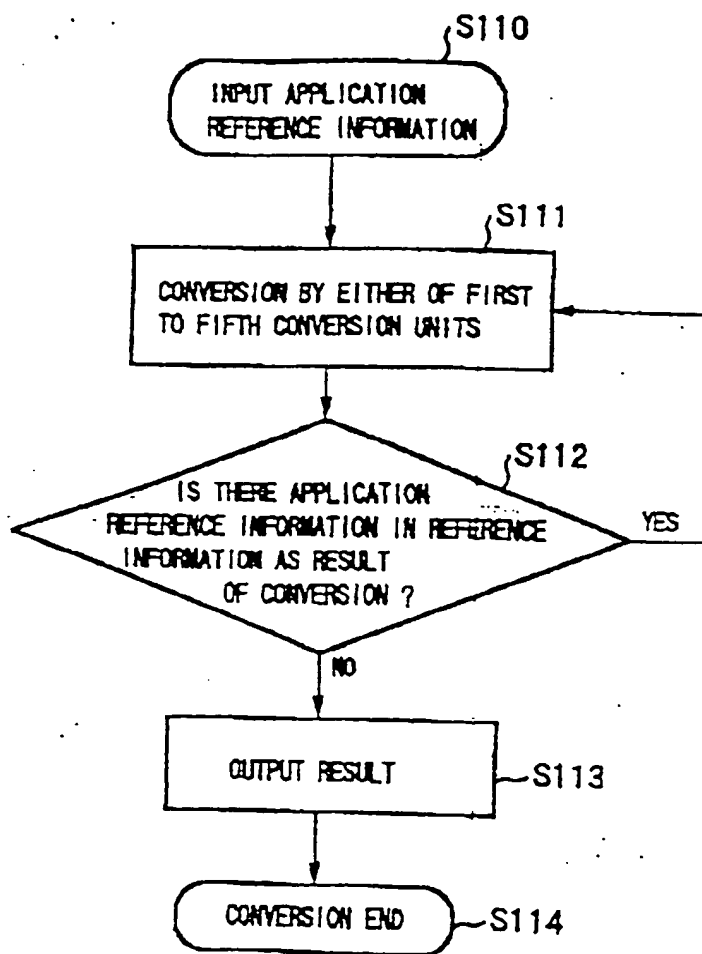 S110
INPUT APPLICATION
REFERENCE INFORMATION
S111
CONVERSION BY EITHER OF FIRST
TO FIFTH CONVERSION UNITS
S112
IS THERE APPLICATION
REFERENCE INFORMATION IN REFERENCE
INFORMATION AS RESULT
OF CONVERSION ?
YES
NO
OUTPUT RESULT
S113
CONVERSION END
S114